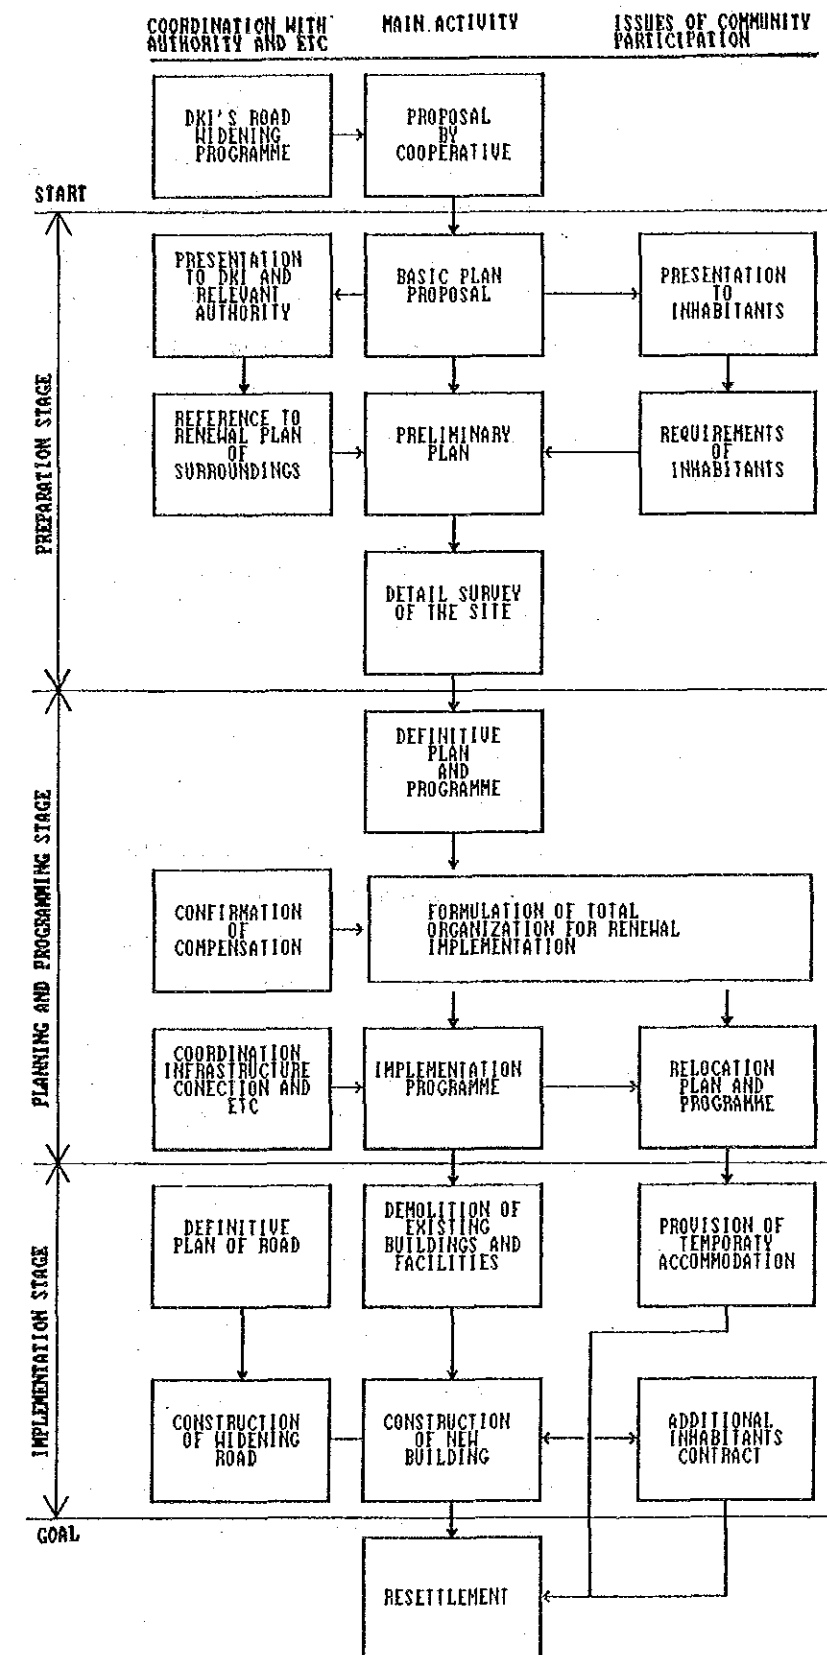 COORDINATION WITH
AUTHORITY AND ETC
MAIN.ACTIVITY
ISSUES OF COMMUNITY
PARTICIPATION
DKI'S ROAD
WIDENING
PROGRAMME
PROPOSAL
BY
COOPERATIVE
START
PRESENTATION
TO DKI AND
RELEVANT
AUTHORITY
BASIC PLAN
PROPOSAL
PRESENTATION
TO
INHABITANTS
PREPARATION STAGE
REFERENCE TO
RENEWAL PLAN
OF
SURROUNDINGS
PRELIMINARY
PLAN
REQUIREMENTS
OF
INHABITANTS
DETAIL SURVEY
OF THE SITE
PLANNING AND PROGRAMMING STAGE
DEFINITIVE
PLAN
AND
PROGRAMME
CONFIRMATION
OF
COMPENSATION
FORMULATION OF TOTAL
ORGANIZATION FOR RENEWAL
IMPLEMENTATION
COORDINATION
INFRASTRUCTURE
CONECTION AND
ETC
IMPLEMENTATION
PROGRAMME
RELOCATION
PLAN AND
PROGRAMME
IMPLEMENTATION STAGE
DEFINITIVE
PLAN OF ROAD
DEMOLITION OF
EXISTING
BUILDINGS AND
FACILITIES
PROVISION OF
TEMPORATY
ACCOMMODATION
CONSTRUCTION
OF WIDENING
ROAD
CONSTRUCTION
OF NEW
BUILDING
ADDITIONAL
INHABITANTS
CONTRACT
GOAL
RESETTLEMENT